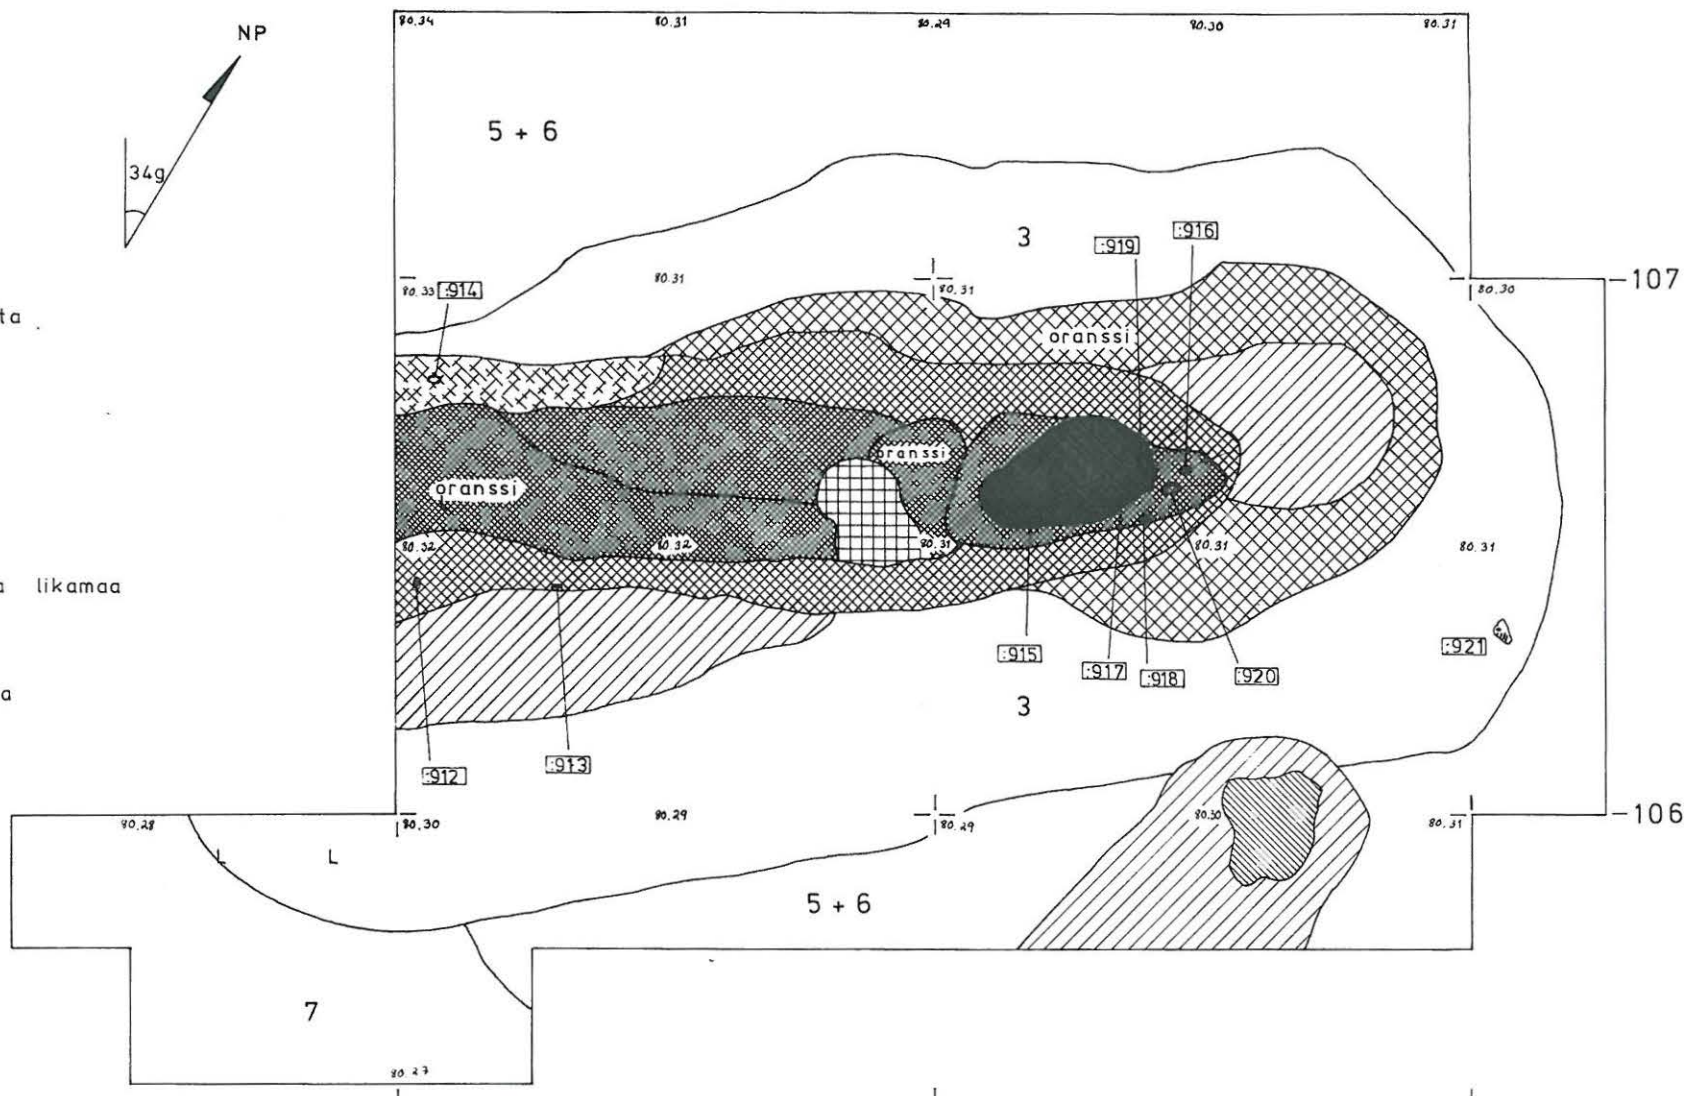 80.34 80.31 80.29 80.30 80.31
NP
5 + 6
34g
3
:919 :916
80.31
107
80.33 :914 80.31 80.30
ta
oranssi
oranssi
oranssi
80.32 80.32 80.31 80.31 80.31
likamaa
:915 :917 :918 :920 :921
3
a
:912 :913
80.28 80.30 80.29 80.29 80.30 80.31
106
L L
5 + 6
7
80.27